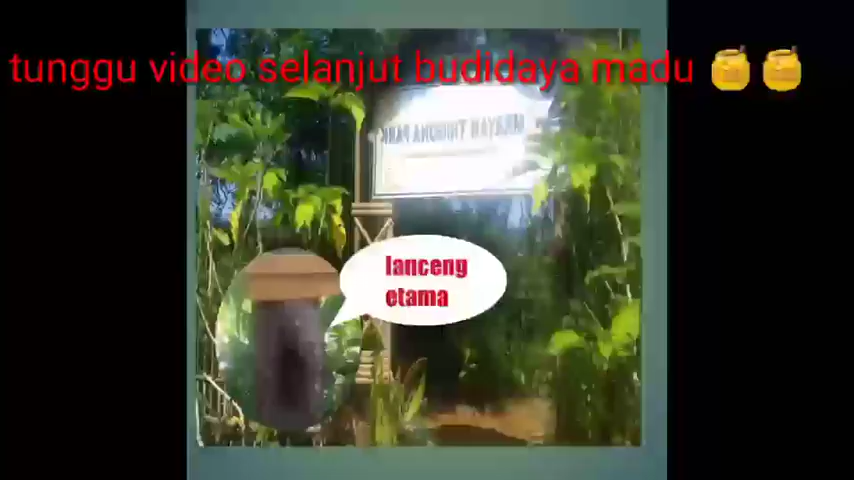 tunggu video selanjut budidaya madu 🍯 🍯
lanceng
etama